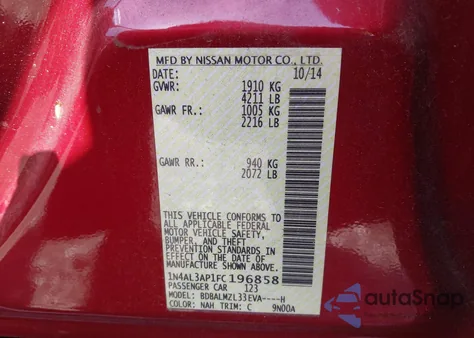 MFD BY NISSAN MOTOR CO., LTD.
DATE: 10/14
GVWR: 1910 KG
4211 LB
GAWR FR.: 1005 KG
2216 LB
GAWR RR.: 940 KG
2072 LB
THIS VEHICLE CONFORMS TO
ALL APPLICABLE FEDERAL
MOTOR VEHICLE SAFETY,
BUMPER, AND THEFT
PREVENTION STANDARDS IN
EFFECT ON THE DATE OF
MANUFACTURE SHOWN ABOVE.
1N4AL3AP1FC196858
PASSENGER CAR 123
MODEL: BDBALMZL33EVA----H
COLOR: NAH TRIM: C 9N00A
autosnap